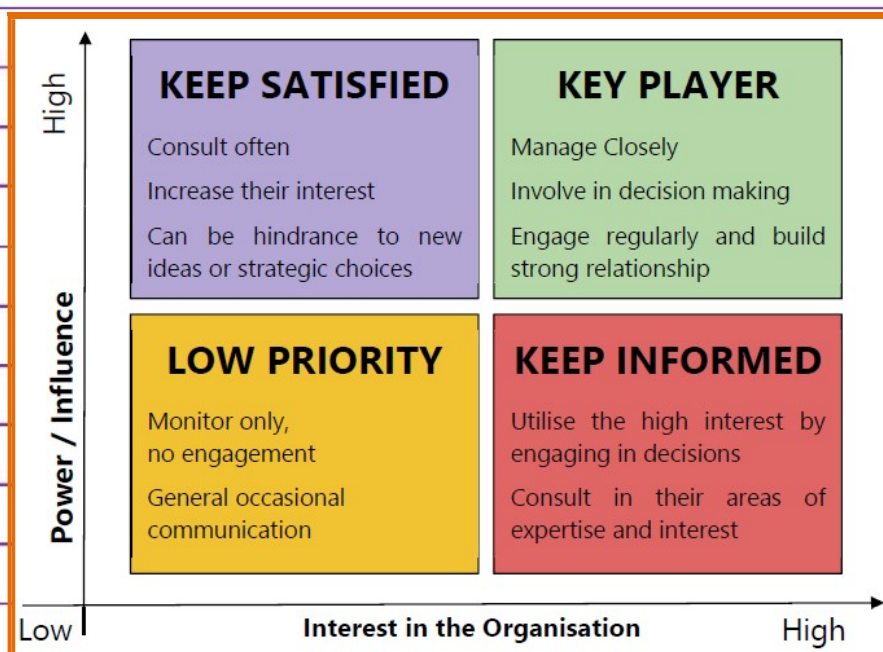 High
Power / Influence
KEEP SATISFIED
Consult often
Increase their interest
Can be hindrance to new
ideas or strategic choices
KEY PLAYER
Manage Closely
Involve in decision making
Engage regularly and build
strong relationship
LOW PRIORITY
Monitor only,
no engagement
General occasional
communication
KEEP INFORMED
Utilise the high interest by
engaging in decisions
Consult in their areas of
expertise and interest
Low
Interest in the Organisation
High